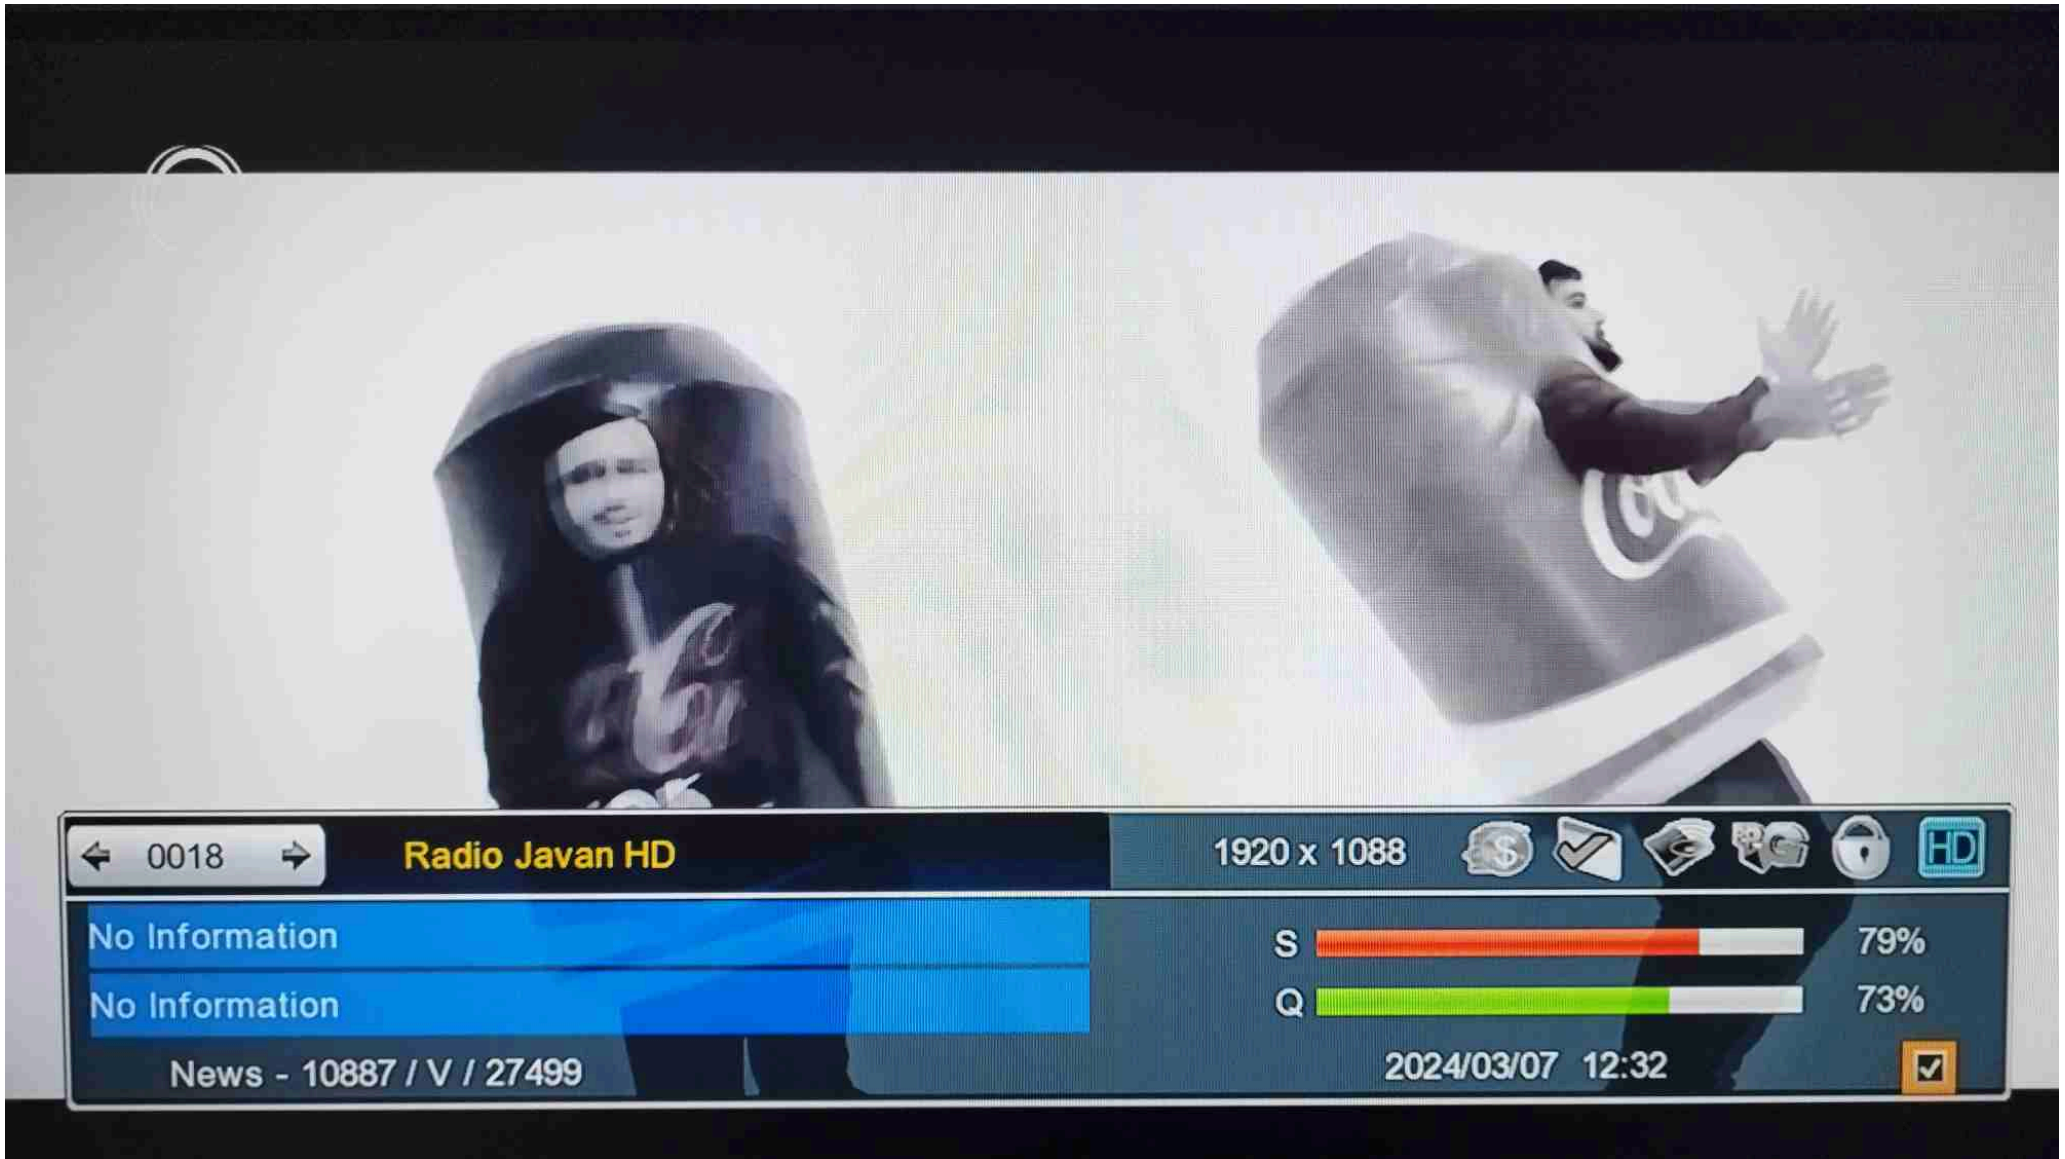 0018
Radio Javan HD
1920 x 1088
HD
No Information
No Information
S 79%
Q 73%
News - 10887 / V / 27499
2024/03/07 12:32